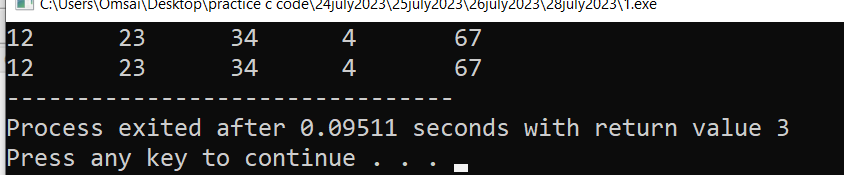 C:\Users\Omsai\Desktop\practice c code\24july2023\25july2023\26july2023\28july2023\1.exe
12 23 34 4 67
12 23 34 4 67
--------------------------------
Process exited after 0.09511 seconds with return value 3
Press any key to continue . . .